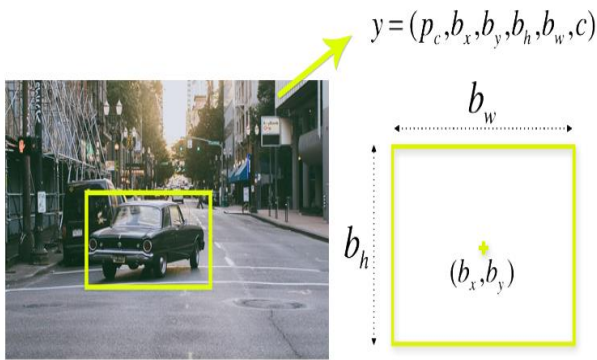 y = (p_c, b_x, b_y, b_h, b_w, c)
b_w
b_h
(b_x, b_y)